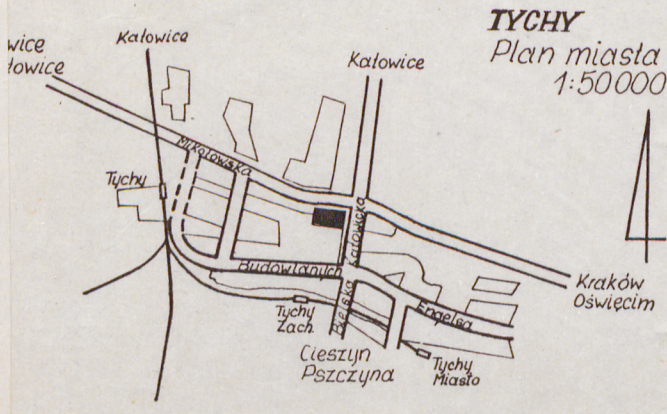 TYCHY
Plan miasta
1:50000
wice
łowice
Katowice
Katowice
Mikołowska
Tychy
Katowicka
Budowlanych
Bielska
Engelsa
Kraków
Oświęcim
Tychy
Zach.
Cieszyn
Pszczyna
Tychy
Miasto